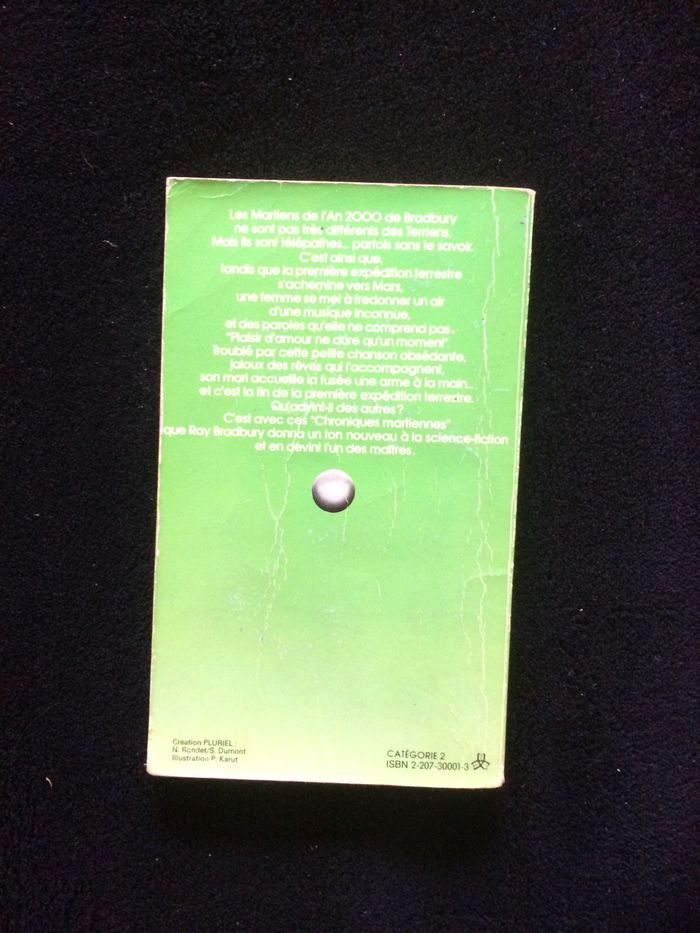 Les Martiens de l'An 2000 de Bradbury
ne sont pas très différents des Terriens.
Mais ils sont télépathes... parfois sans le savoir.
C'est ainsi que,
tandis que la première expédition terrestre
s'achemine vers Mars,
une femme se met à fredonner un air
d'une musique inconnue,
et des paroles qu'elle ne comprend pas :
"Plaisir d'amour ne dure qu'un moment".
Troublé par cette petite chanson obsédante,
jaloux des rêves qui l'accompagnent,
son mari accueille la fusée une arme à la main...
et c'est la fin de la première expédition terrestre.
Qu'advint-il des autres ?
C'est avec ces "Chroniques martiennes"
que Ray Bradbury donna un ton nouveau à la science-fiction
et en devint l'un des maîtres.
Création PLURIEL :
N. Rondet/S. Dumont
Illustration P. Karut
CATÉGORIE 2
ISBN 2-207-30001-3